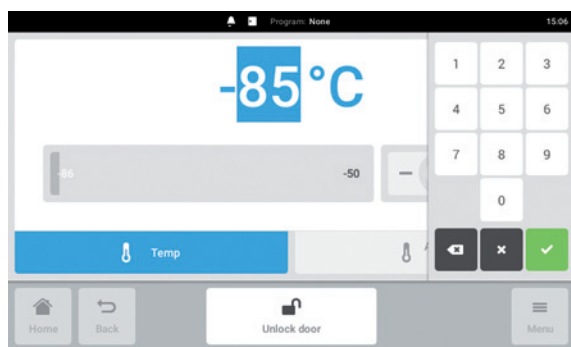 Program: None
15:06
-85°C
1 2 3
4 5 6
7 8 9
0
-86
-50
Temp
Home
Back
Unlock door
Menu